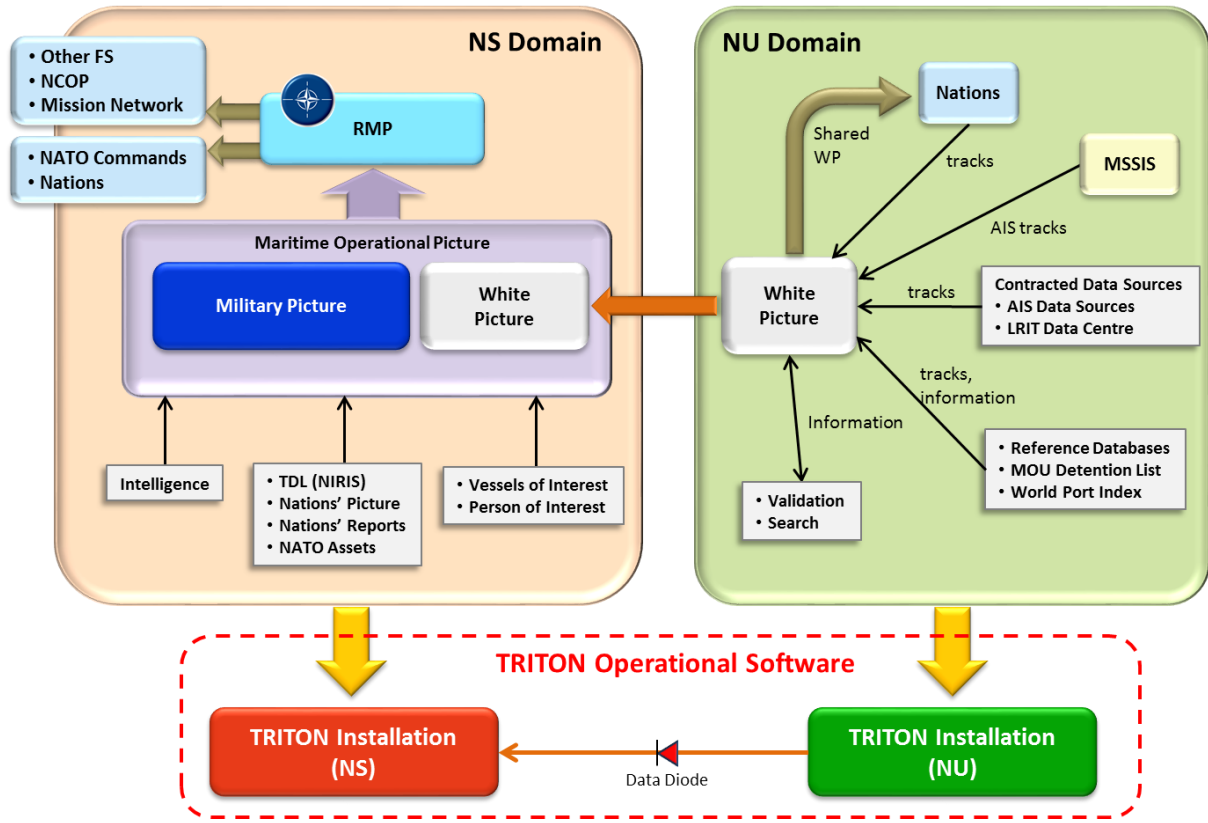 NS Domain
• Other FS
• NCOP
• Mission Network
• NATO Commands
• Nations
RMP
Maritime Operational Picture
Military Picture
White
Picture
Intelligence
• TDL (NIRIS)
• Nations’ Picture
• Nations’ Reports
• NATO Assets
• Vessels of Interest
• Person of Interest
NU Domain
Nations
Shared
WP
tracks
MSSIS
AIS tracks
White
Picture
tracks
Contracted Data Sources
• AIS Data Sources
• LRIT Data Centre
tracks,
information
Information
• Reference Databases
• MOU Detention List
• World Port Index
• Validation
• Search
TRITON Operational Software
TRITON Installation
(NS)
Data Diode
TRITON Installation
(NU)